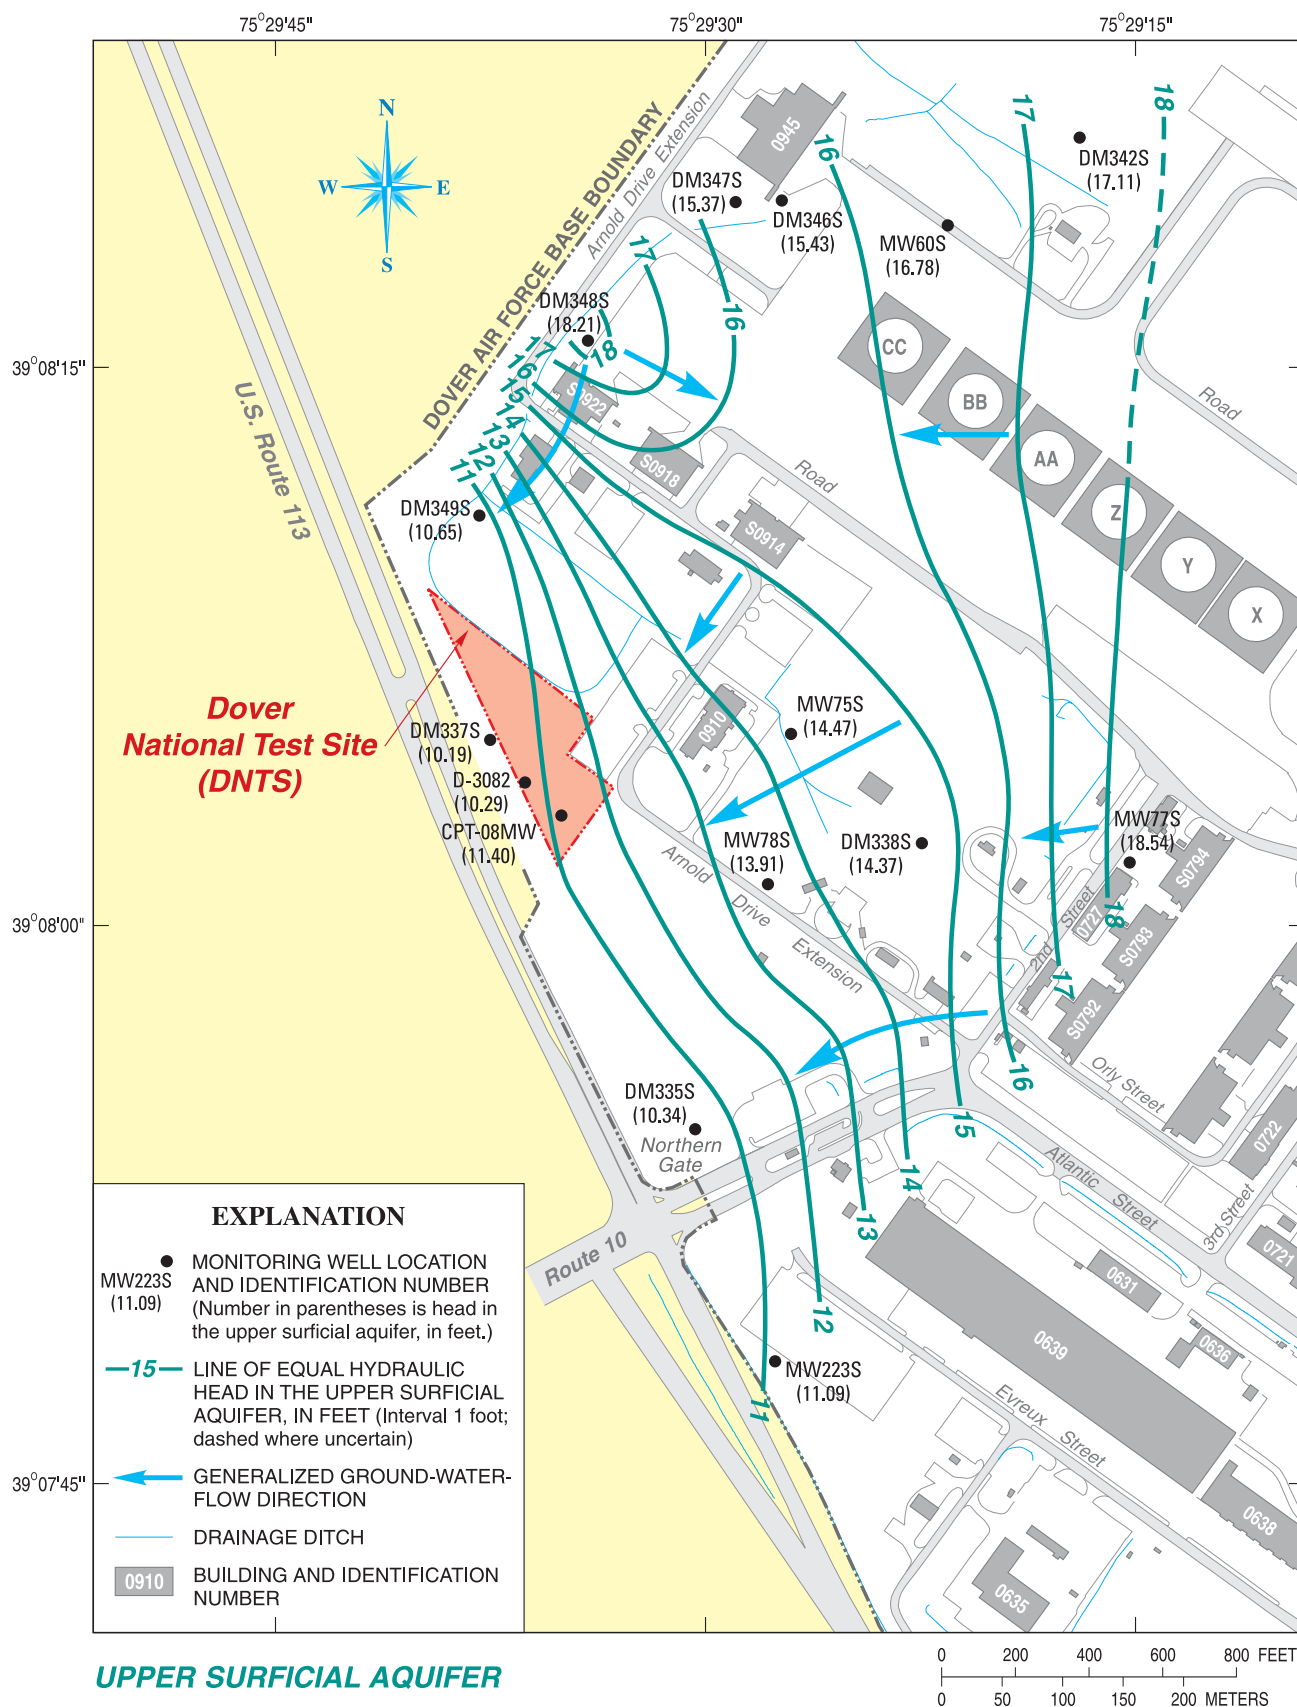 75°29'45"
75°29'30"
75°29'15"
39°08'15"
39°08'00"
39°07'45"
N
W
E
S
DOVER AIR FORCE BASE BOUNDARY
Arnold Drive Extension
U.S. Route 113
0945
DM347S
(15.37)
DM346S
(15.43)
16
17
18
DM342S
(17.11)
MW60S
(16.78)
17
DM348S
(18.21)
16
18
17
16
15
14
13
12
11
S0922
S0918
S0914
CC
BB
AA
Z
Y
X
Road
Road
DM349S
(10.65)
Dover
National Test Site
(DNTS)
DM337S
(10.19)
D-3082
(10.29)
CPT-08MW
(11.40)
0910
MW75S
(14.47)
MW78S
(13.91)
DM338S
(14.37)
MW77S
(18.54)
S0794
S0793
S0792
0727
18
17
16
15
14
13
12
11
2nd Street
Arnold Drive Extension
DM335S
(10.34)
Northern
Gate
Orly Street
Atlantic Street
3rd Street
0722
0721
0631
0636
0639
0638
0635
Route 10
MW223S
(11.09)
Evreux Street
EXPLANATION
MW223S
(11.09)
MONITORING WELL LOCATION
AND IDENTIFICATION NUMBER
(Number in parentheses is head in
the upper surficial aquifer, in feet.)
15
LINE OF EQUAL HYDRAULIC
HEAD IN THE UPPER SURFICIAL
AQUIFER, IN FEET (Interval 1 foot;
dashed where uncertain)
GENERALIZED GROUND-WATER-
FLOW DIRECTION
DRAINAGE DITCH
0910
BUILDING AND IDENTIFICATION
NUMBER
UPPER SURFICIAL AQUIFER
0 200 400 600 800 FEET
0 50 100 150 200 METERS